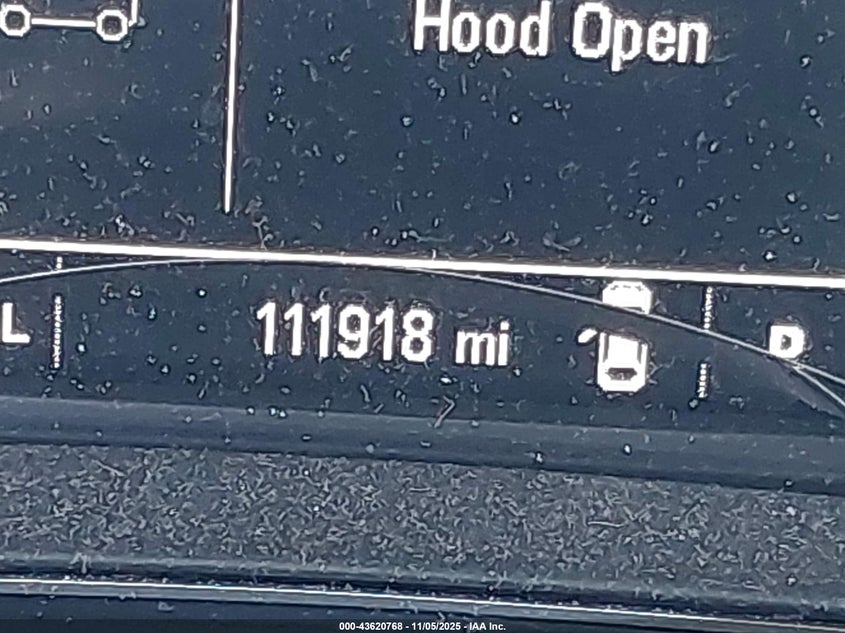 Hood Open
L
111918 mi
D
000-43620768 - 11/05/2025 - IAA Inc.